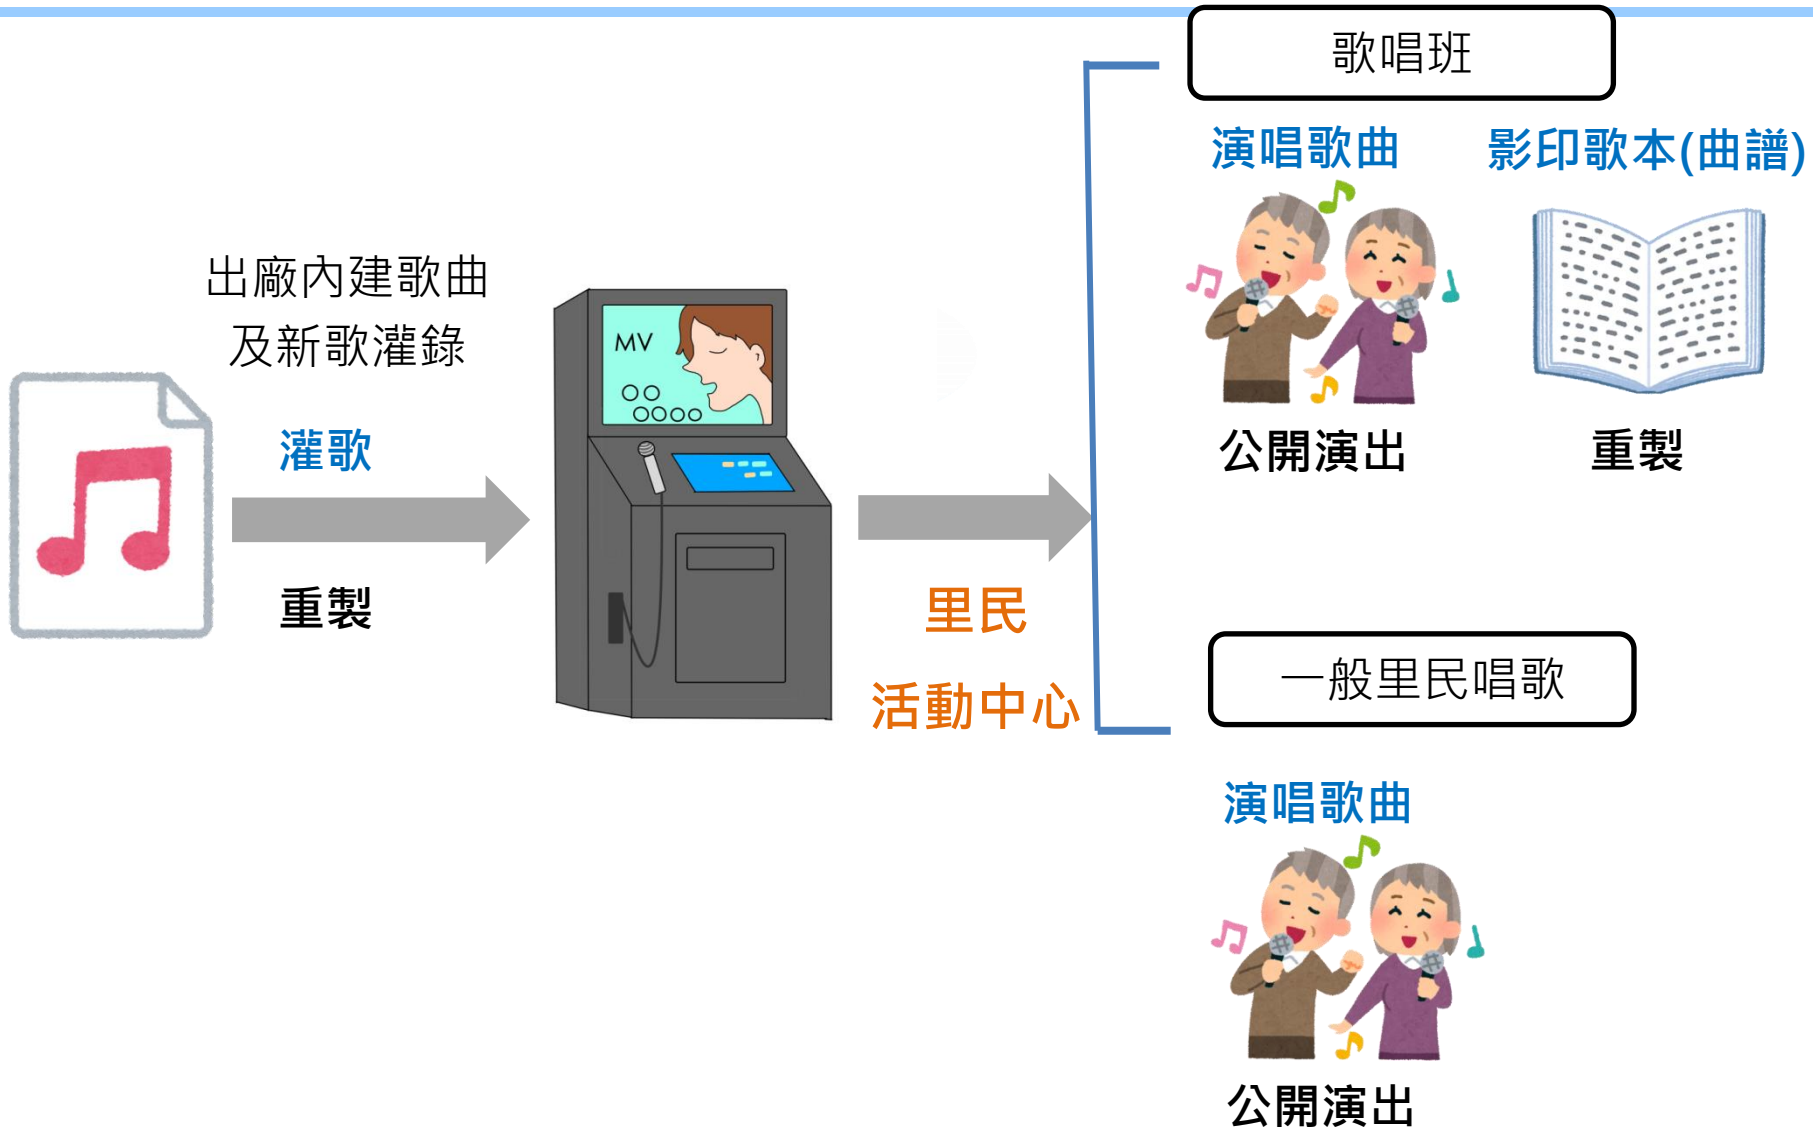 出廠內建歌曲
及新歌灌錄
灌歌
重製
MV
里民
活動中心
歌唱班
演唱歌曲
影印歌本(曲譜)
公開演出
重製
一般里民唱歌
演唱歌曲
公開演出